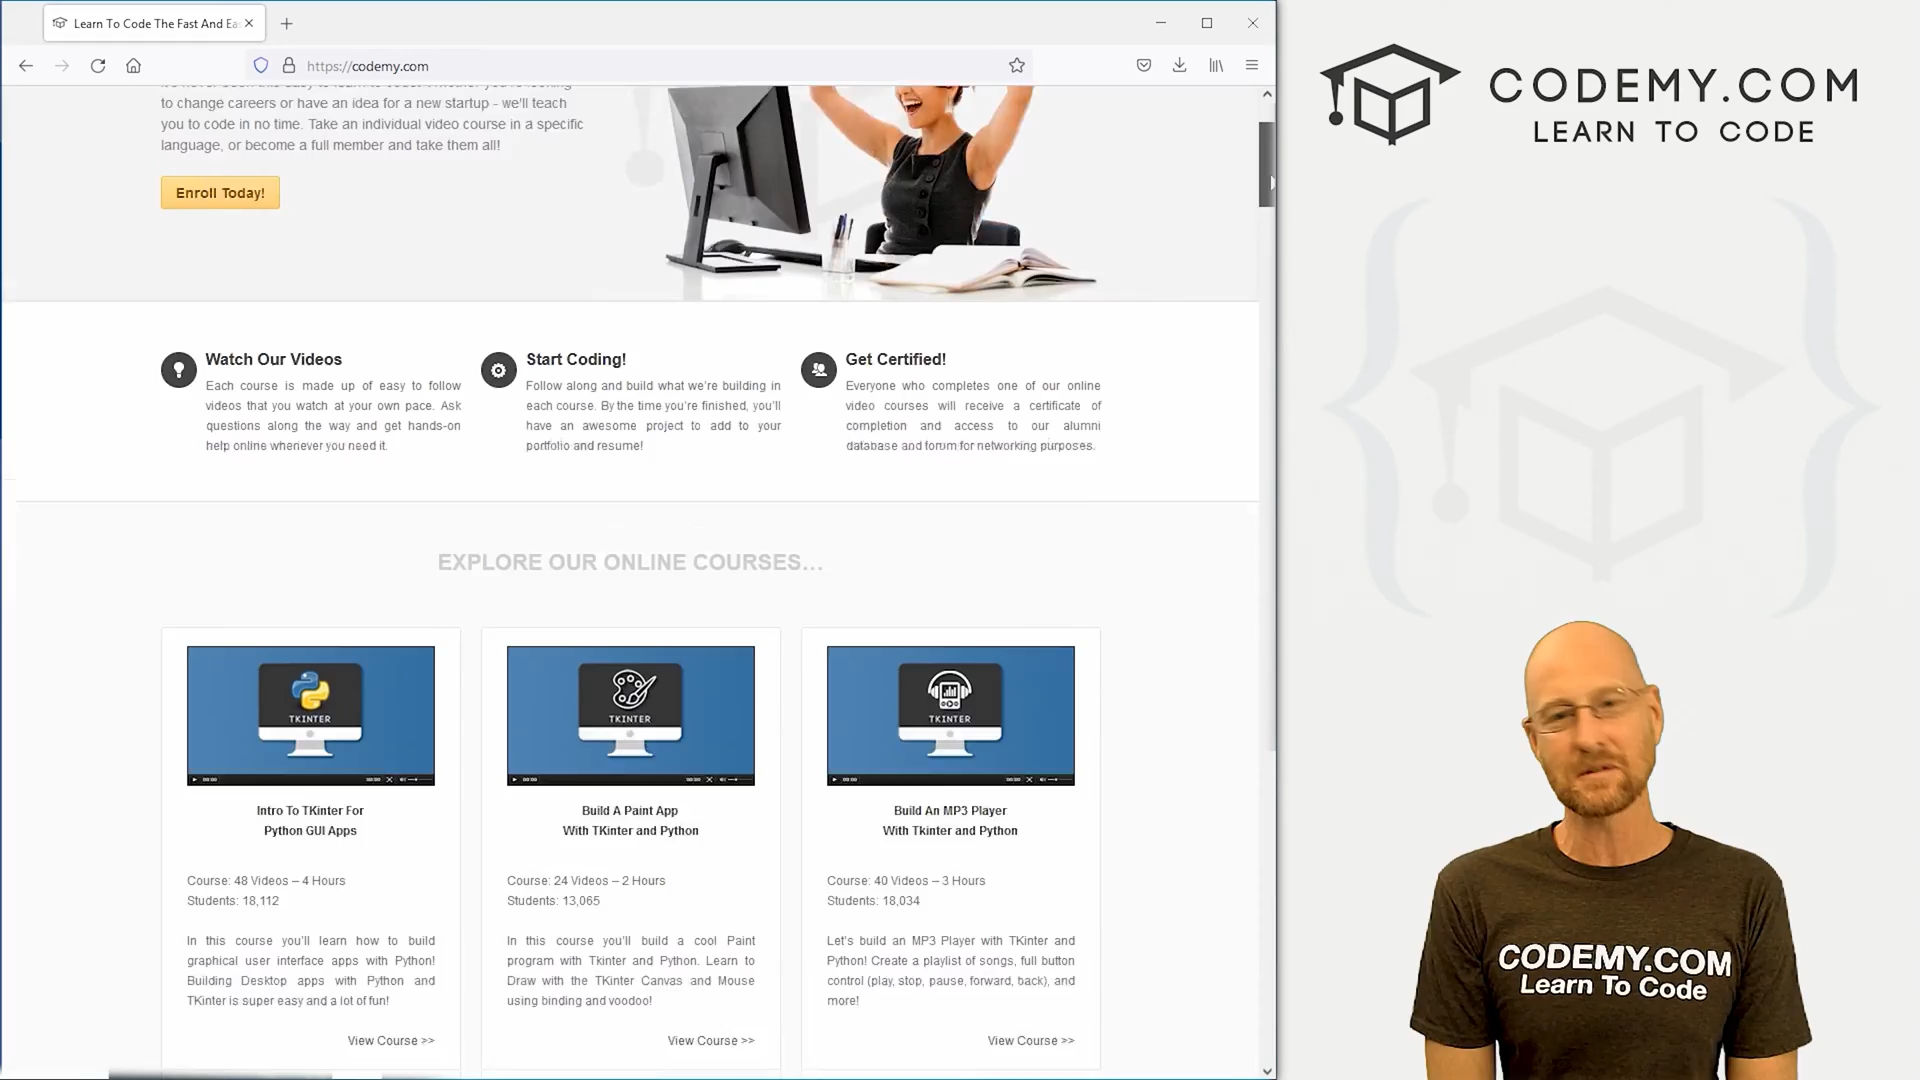 Learn To Code The Fast And Ea
https://codemy.com
to change careers or have an idea for a new startup - we'll teach
you to code in no time. Take an individual video course in a specific
language, or become a full member and take them all!
Enroll Today!
Watch Our Videos
Each course is made up of easy to follow
videos that you watch at your own pace. Ask
questions along the way and get hands-on
help online whenever you need it.
Start Coding!
Follow along and build what we're building in
each course. By the time you're finished, you'll
have an awesome project to add to your
portfolio and resume!
Get Certified!
Everyone who completes one of our online
video courses will receive a certificate of
completion and access to our alumni
database and forum for networking purposes.
EXPLORE OUR ONLINE COURSES...
TKINTER
Intro To TKinter For
Python GUI Apps
Course: 48 Videos – 4 Hours
Students: 18,112
In this course you'll learn how to build
graphical user interface apps with Python!
Building Desktop apps with Python and
TKinter is super easy and a lot of fun!
View Course >>
TKINTER
Build A Paint App
With TKinter and Python
Course: 24 Videos – 2 Hours
Students: 13,065
In this course you'll build a cool Paint
program with Tkinter and Python. Learn to
Draw with the TKinter Canvas and Mouse
using binding and voodoo!
View Course >>
TKINTER
Build An MP3 Player
With Tkinter and Python
Course: 40 Videos – 3 Hours
Students: 18,034
Let's build an MP3 Player with TKinter and
Python! Create a playlist of songs, full button
control (play, stop, pause, forward, back), and
more!
View Course >>
CODEMY.COM
LEARN TO CODE
CODEMY.COM
Learn To Code